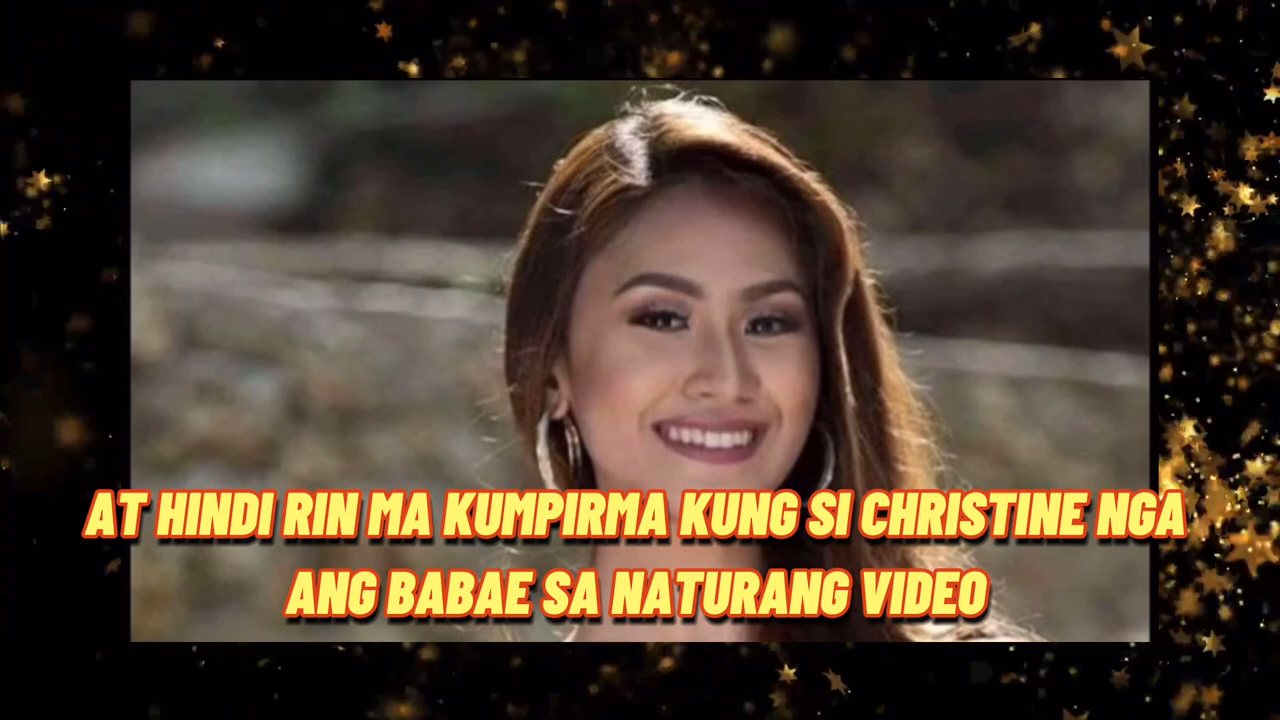 AT HINDI RIN MA KUMPIRMA KUNG SI CHRISTINE NGA
ANG BABAE SA NATURANG VIDEO